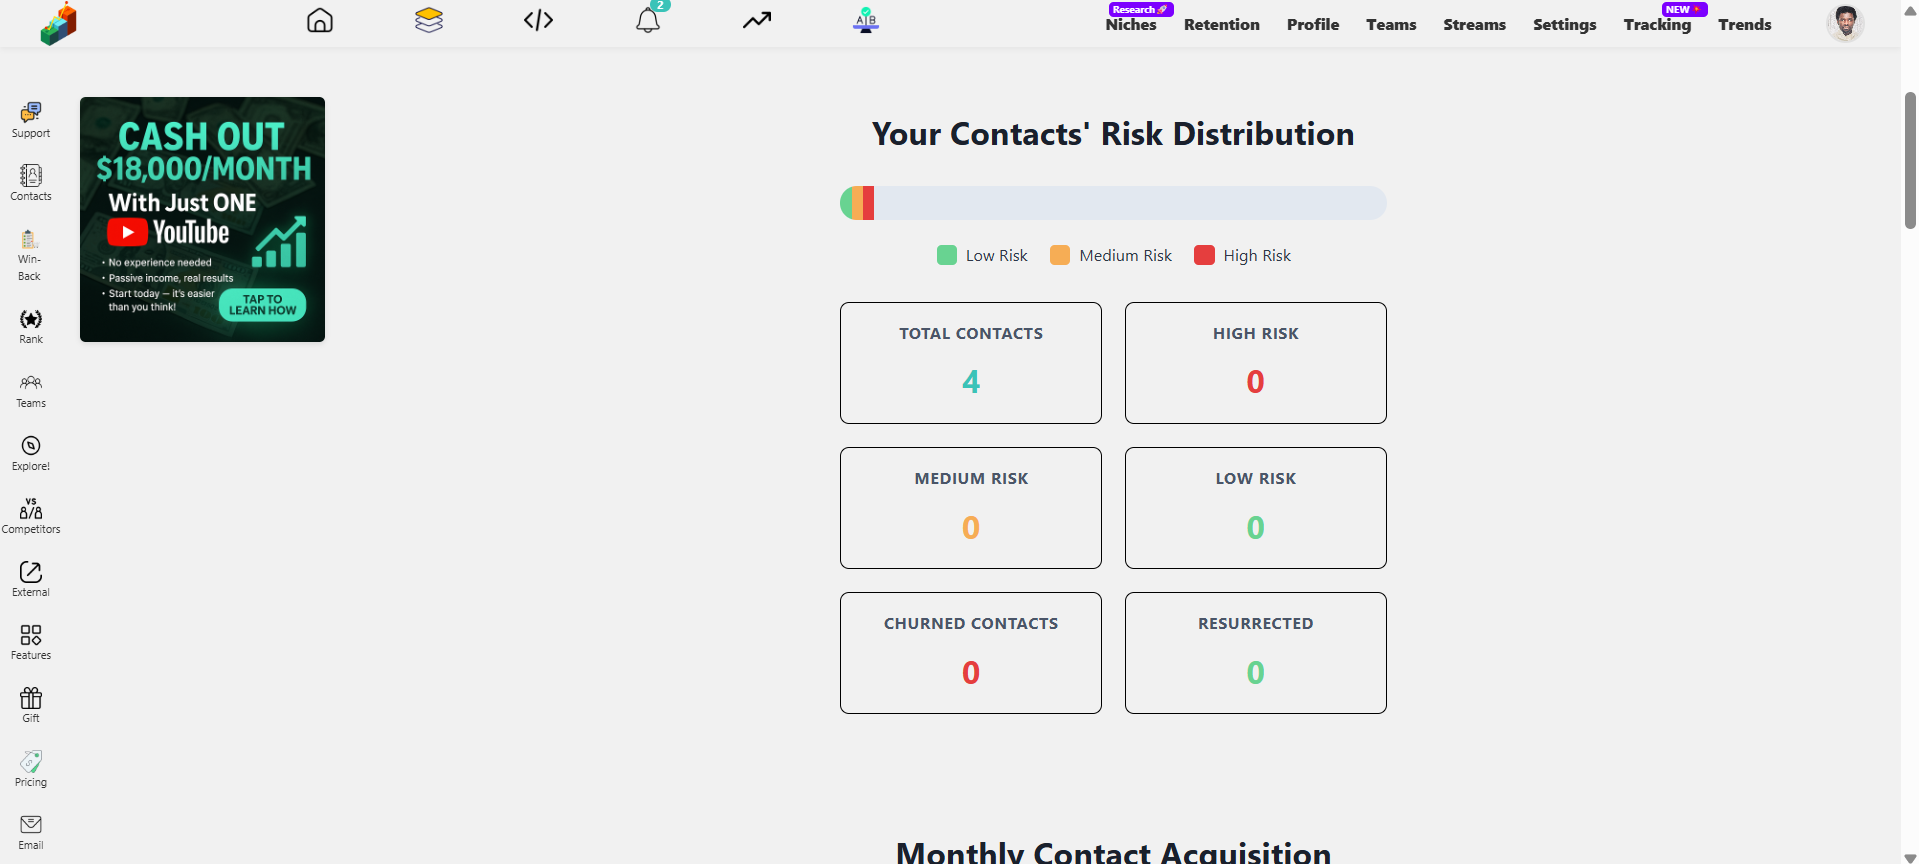 2
A B
Research 🚀
Niches
Retention
Profile
Teams
Streams
Settings
NEW
Tracking
Trends
Support
Contacts
Win-
Back
Rank
Teams
Explore!
VS
Competitors
External
Features
Gift
Pricing
Email
CASH OUT
$18,000/MONTH
With Just ONE
YouTube
• No experience needed
• Passive income, real results
• Start today — it's easier
than you think!
TAP TO
LEARN HOW
Your Contacts' Risk Distribution
Low Risk
Medium Risk
High Risk
TOTAL CONTACTS
4
HIGH RISK
0
MEDIUM RISK
0
LOW RISK
0
CHURNED CONTACTS
0
RESURRECTED
0
Monthly Contact Acquisition